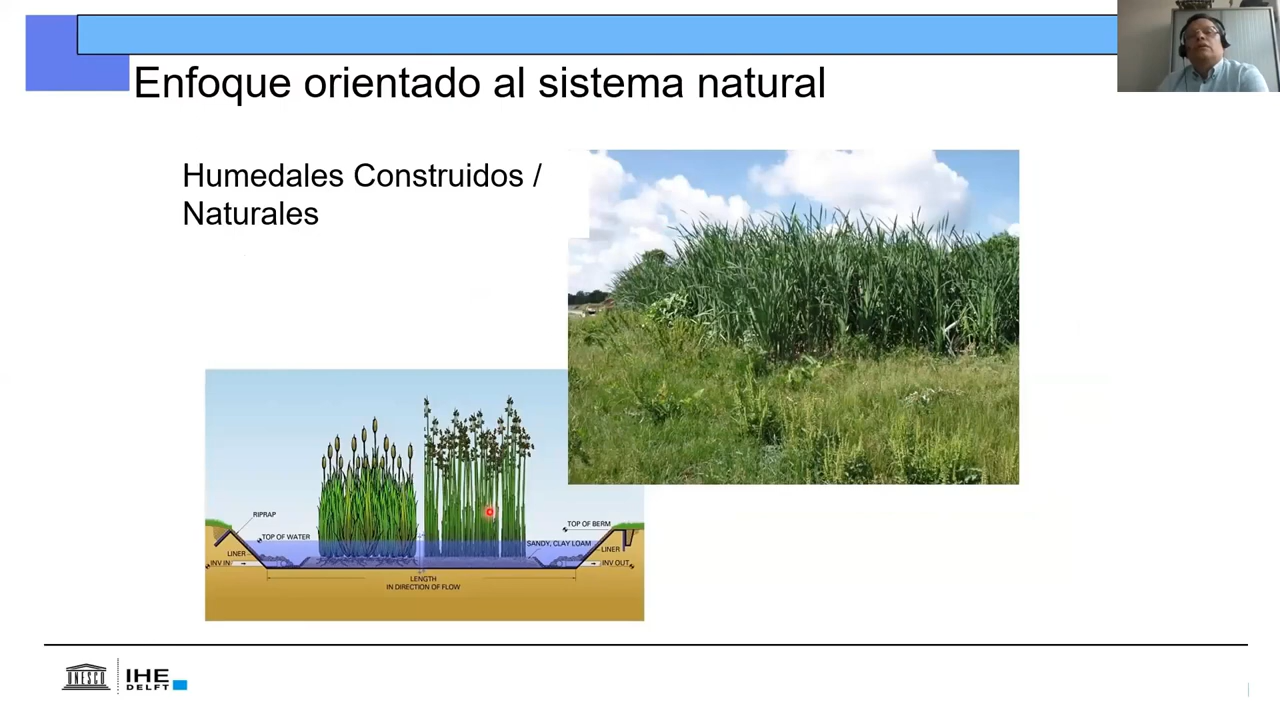 Enfoque orientado al sistema natural
Humedales Construidos /
Naturales
RIPRAP
TOP OF BERM
TOP OF WATER
SANDY, CLAY LOAM
LINER
LINER
INV IN
INV OUT
LENGTH
IN DIRECTION OF FLOW
UNESCO
IHE
DELFT